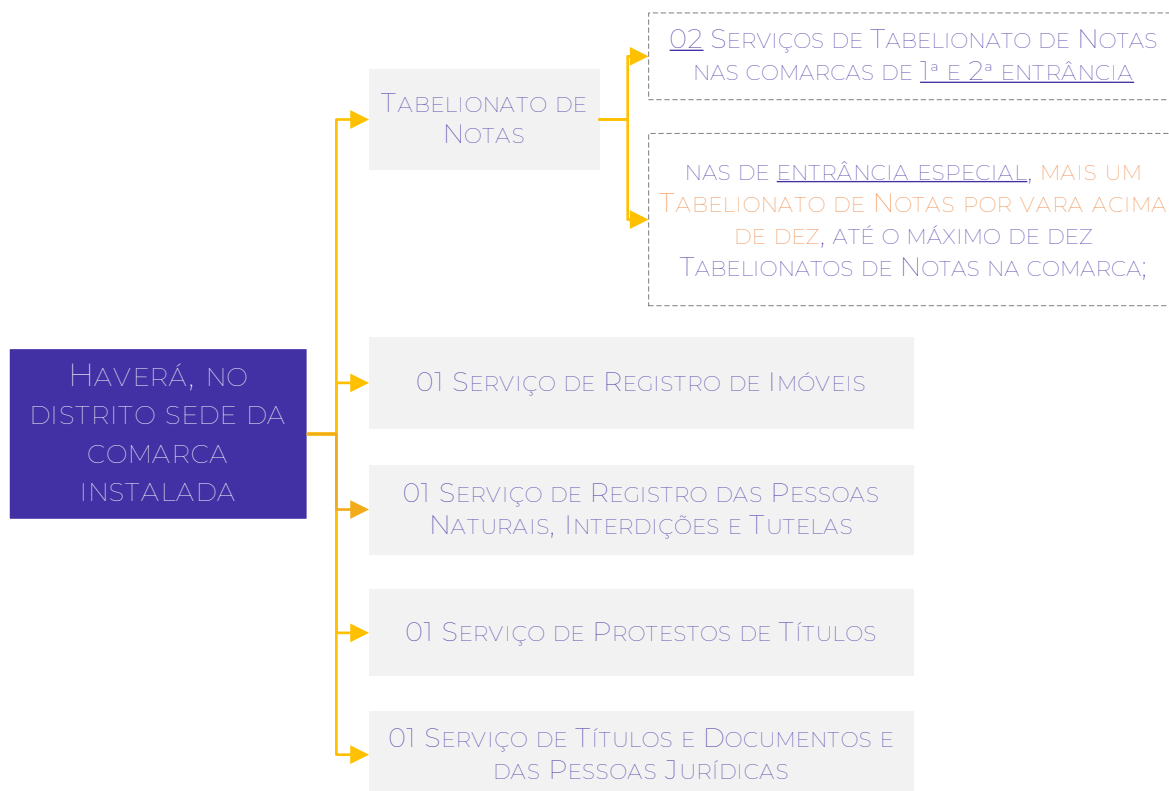 Haverá, no
distrito sede da
comarca
instalada
Tabelionato de
Notas
02 Serviços de Tabelionato de Notas
nas comarcas de 1ª e 2ª entrância
nas de entrância especial, mais um
Tabelionato de Notas por vara acima
de dez, até o máximo de dez
Tabelionatos de Notas na comarca;
01 Serviço de Registro de Imóveis
01 Serviço de Registro das Pessoas
Naturais, Interdições e Tutelas
01 Serviço de Protestos de Títulos
01 Serviço de Títulos e Documentos e
das Pessoas Jurídicas